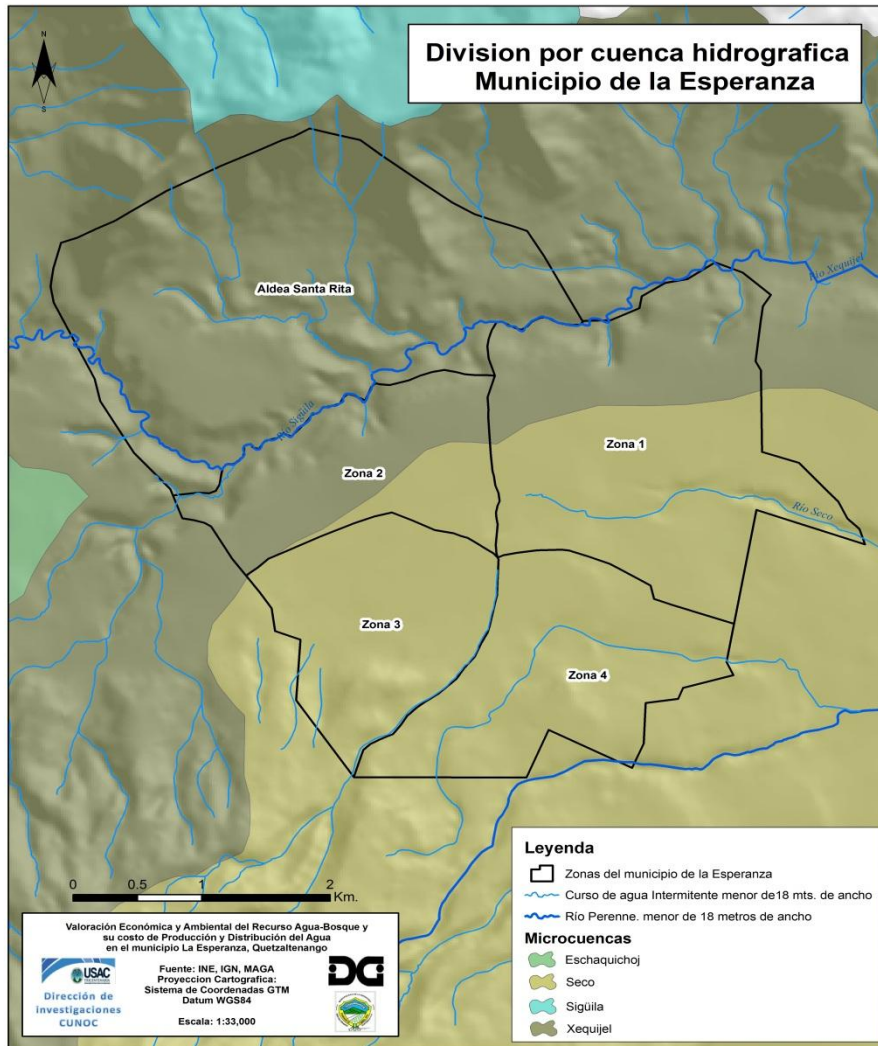 Division por cuenca hidrografica
Municipio de la Esperanza
N
S
Río Xequijel
Aldea Santa Rita
Río Sigüila
Zona 1
Zona 2
Río Seco
Zona 3
Zona 4
0 0.5 1 2
Km.
Leyenda
Zonas del municipio de la Esperanza
Curso de agua Intermitente menor de18 mts. de ancho
Río Perenne. menor de 18 metros de ancho
Microcuencas
Eschaquichoj
Seco
Sigüila
Xequijel
Valoración Económica y Ambiental del Recurso Agua-Bosque y
su costo de Producción y Distribución del Agua
en el municipio La Esperanza, Quetzaltenango
USAC
Dirección de
Investigaciones
CUNOC
Fuente: INE, IGN, MAGA
Proyeccion Cartografica:
Sistema de Coordenadas GTM
Datum WGS84
Escala: 1:33,000